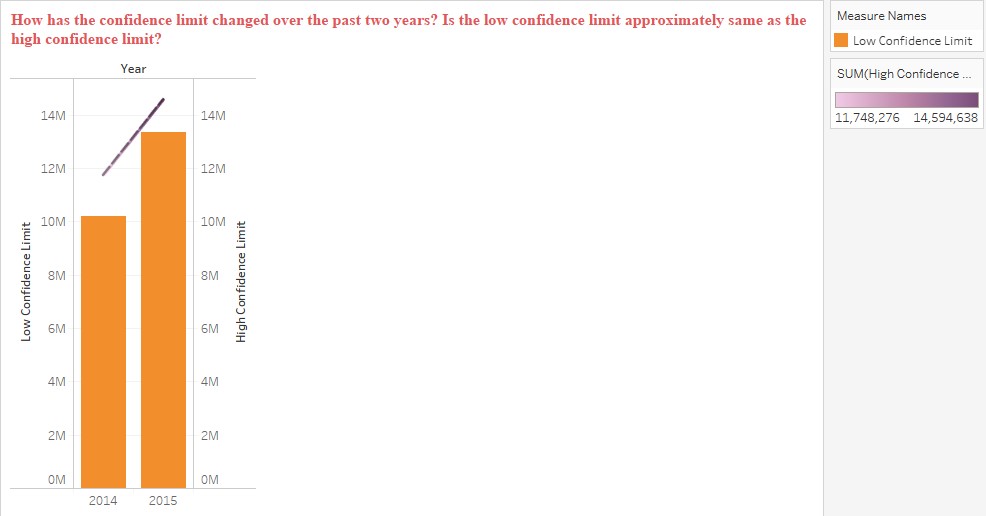 How has the confidence limit changed over the past two years? Is the low confidence limit approximately same as the
high confidence limit?
Year
14M
12M
10M
8M
6M
4M
2M
0M
Low Confidence Limit
14M
12M
10M
8M
6M
4M
2M
0M
High Confidence Limit
2014 2015
Measure Names
Low Confidence Limit
SUM(High Confidence ...
11,748,276 14,594,638